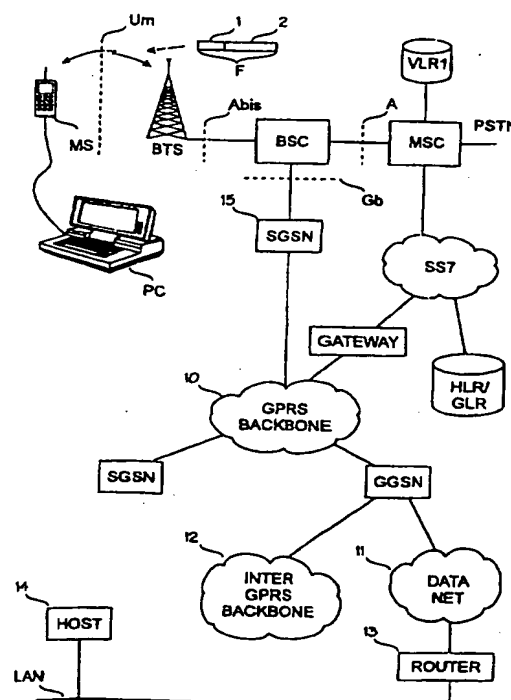 Um
1
2
F
VLR1
Abis
A
PSTN
MS
BTS
BSC
MSC
Gb
15
SGSN
SS7
PC
GATEWAY
10
GPRS
BACKBONE
HLR/
GLR
SGSN
GGSN
12
11
INTER
GPRS
BACKBONE
DATA
NET
14
13
HOST
ROUTER
LAN